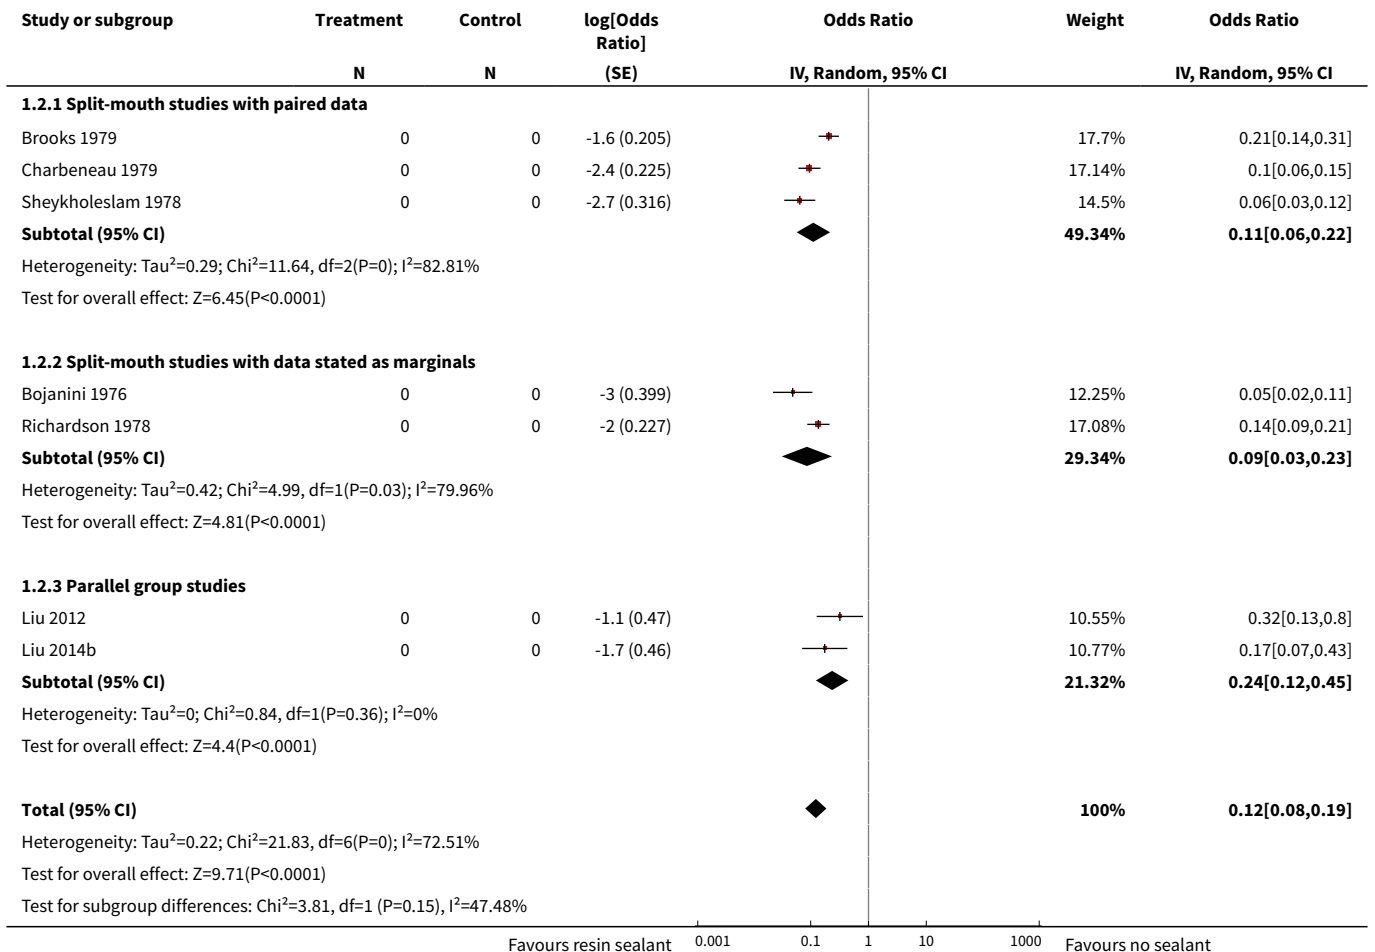 Study or subgroup Treatment Control log[Odds Ratio] Odds Ratio Weight Odds Ratio
N N (SE) IV, Random, 95% CI IV, Random, 95% CI
1.2.1 Split-mouth studies with paired data
Brooks 1979 0 0 -1.6 (0.205) 17.7% 0.21[0.14,0.31]
Charbeneau 1979 0 0 -2.4 (0.225) 17.14% 0.1[0.06,0.15]
Sheykholeslam 1978 0 0 -2.7 (0.316) 14.5% 0.06[0.03,0.12]
Subtotal (95% CI) 49.34% 0.11[0.06,0.22]
Heterogeneity: Tau²=0.29; Chi²=11.64, df=2(P=0); I²=82.81%
Test for overall effect: Z=6.45(P<0.0001)
1.2.2 Split-mouth studies with data stated as marginals
Bojanini 1976 0 0 -3 (0.399) 12.25% 0.05[0.02,0.11]
Richardson 1978 0 0 -2 (0.227) 17.08% 0.14[0.09,0.21]
Subtotal (95% CI) 29.34% 0.09[0.03,0.23]
Heterogeneity: Tau²=0.42; Chi²=4.99, df=1(P=0.03); I²=79.96%
Test for overall effect: Z=4.81(P<0.0001)
1.2.3 Parallel group studies
Liu 2012 0 0 -1.1 (0.47) 10.55% 0.32[0.13,0.8]
Liu 2014b 0 0 -1.7 (0.46) 10.77% 0.17[0.07,0.43]
Subtotal (95% CI) 21.32% 0.24[0.12,0.45]
Heterogeneity: Tau²=0; Chi²=0.84, df=1(P=0.36); I²=0%
Test for overall effect: Z=4.4(P<0.0001)
Total (95% CI) 100% 0.12[0.08,0.19]
Heterogeneity: Tau²=0.22; Chi²=21.83, df=6(P=0); I²=72.51%
Test for overall effect: Z=9.71(P<0.0001)
Test for subgroup differences: Chi²=3.81, df=1 (P=0.15), I²=47.48%
Favours resin sealant 0.001 0.1 1 10 1000 Favours no sealant